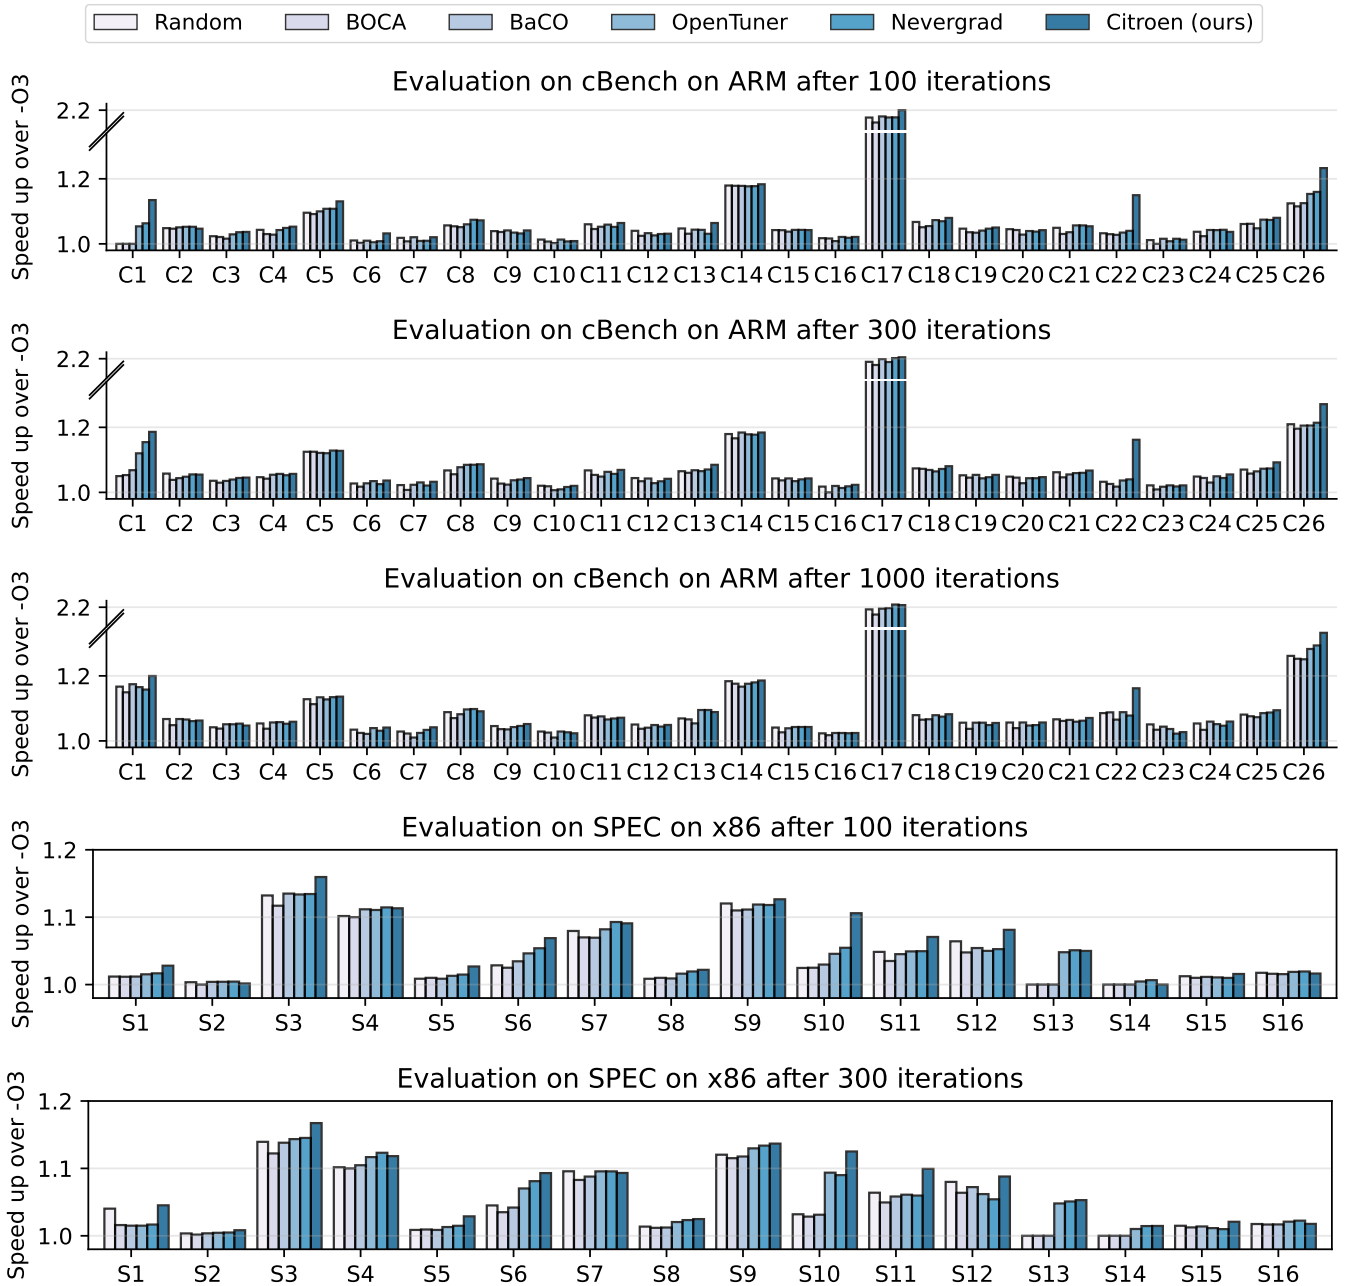 Random BOCA BaCO OpenTuner Nevergrad Citroen (ours)
Evaluation on cBench on ARM after 100 iterations
Speed up over -O3
2.2
1.2
1.0
C1 C2 C3 C4 C5 C6 C7 C8 C9 C10 C11 C12 C13 C14 C15 C16 C17 C18 C19 C20 C21 C22 C23 C24 C25 C26
Evaluation on cBench on ARM after 300 iterations
Speed up over -O3
2.2
1.2
1.0
C1 C2 C3 C4 C5 C6 C7 C8 C9 C10 C11 C12 C13 C14 C15 C16 C17 C18 C19 C20 C21 C22 C23 C24 C25 C26
Evaluation on cBench on ARM after 1000 iterations
Speed up over -O3
2.2
1.2
1.0
C1 C2 C3 C4 C5 C6 C7 C8 C9 C10 C11 C12 C13 C14 C15 C16 C17 C18 C19 C20 C21 C22 C23 C24 C25 C26
Evaluation on SPEC on x86 after 100 iterations
Speed up over -O3
1.2
1.1
1.0
S1 S2 S3 S4 S5 S6 S7 S8 S9 S10 S11 S12 S13 S14 S15 S16
Evaluation on SPEC on x86 after 300 iterations
Speed up over -O3
1.2
1.1
1.0
S1 S2 S3 S4 S5 S6 S7 S8 S9 S10 S11 S12 S13 S14 S15 S16